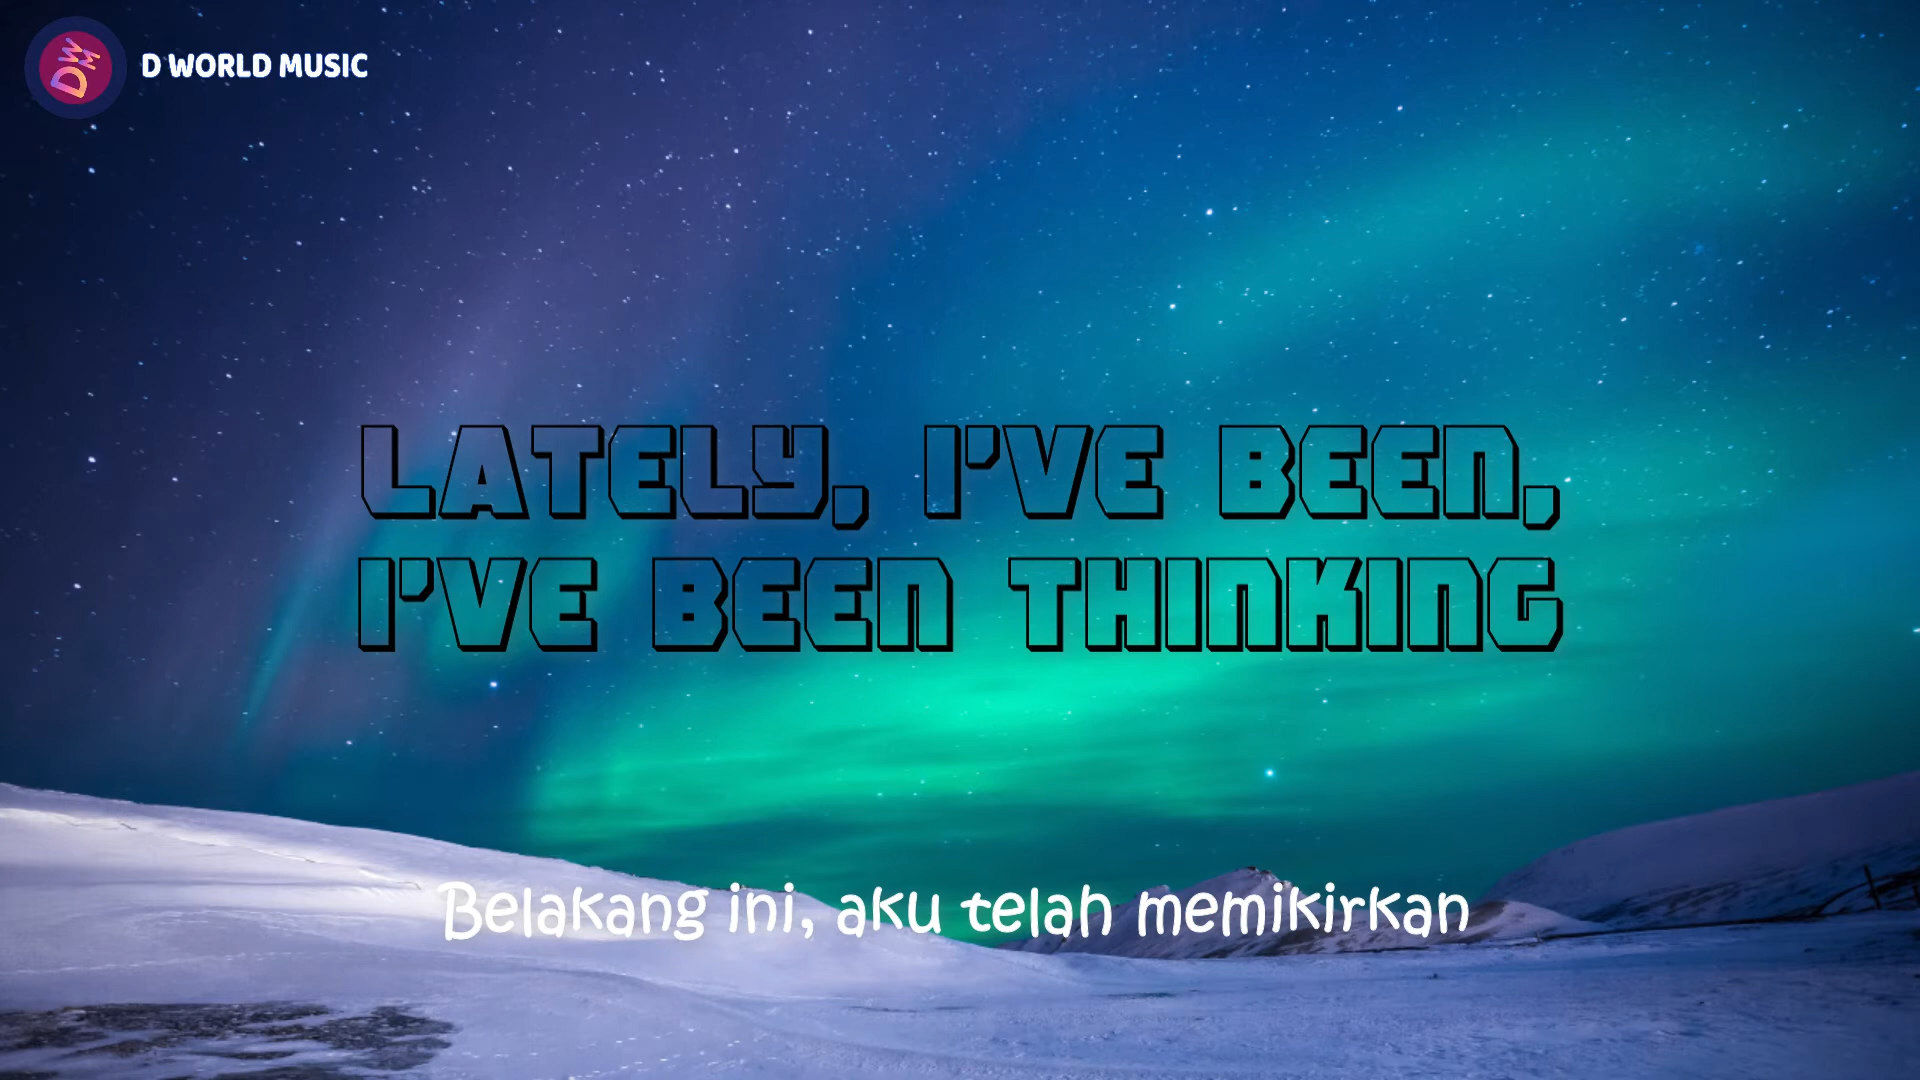 D WORLD MUSIC
LATELY, I'VE BEEN,
I'VE BEEN THINKING
Belakang ini, aku telah memikirkan